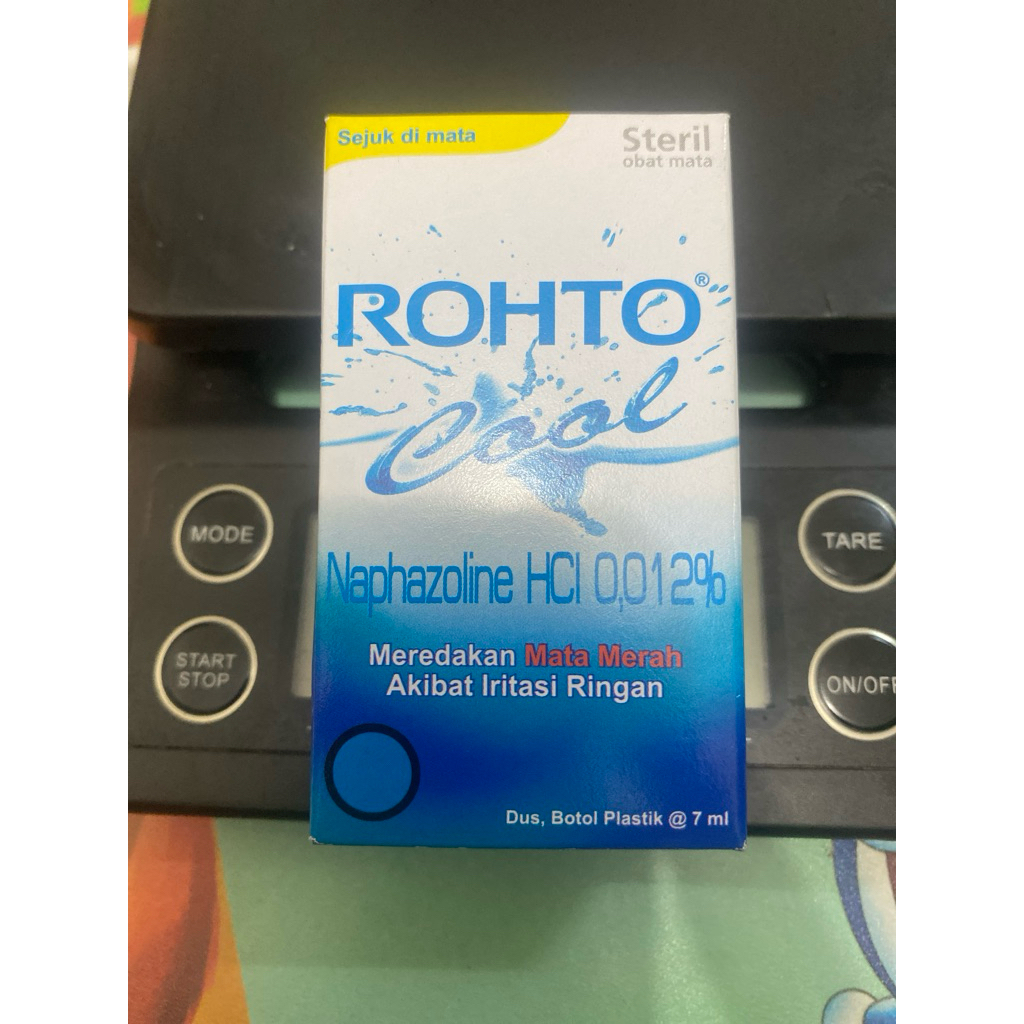 Sejuk di mata
Steril
obat mata
ROHTO®
Cool
Naphazoline HCl 0,012%
Meredakan Mata Merah
Akibat Iritasi Ringan
Dus, Botol Plastik @ 7 ml
MODE
START
STOP
TARE
ON/OFF